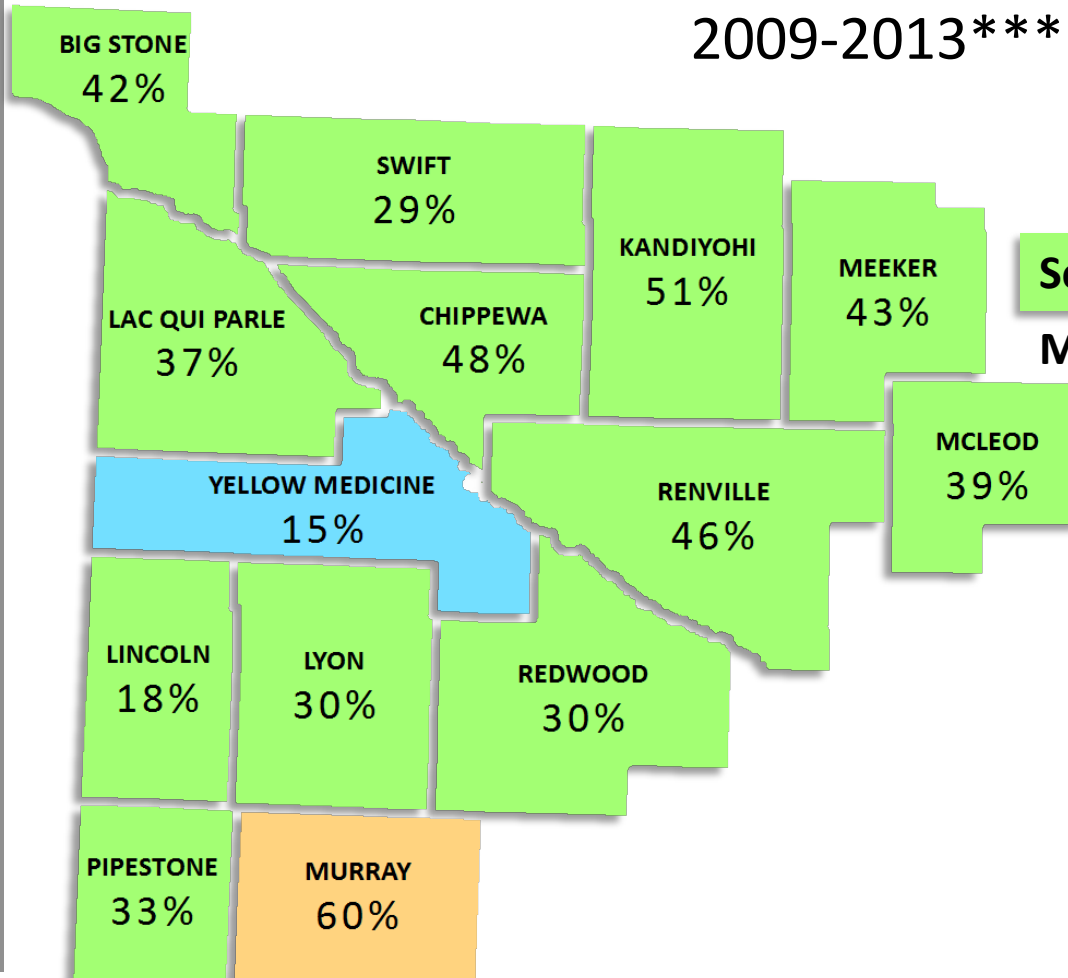 2009-2013***
BIG STONE
42%
SWIFT
29%
KANDIYOHI
51%
MEEKER
43%
LAC QUI PARLE
37%
CHIPPEWA
48%
MCLEOD
39%
YELLOW MEDICINE
15%
RENVILLE
46%
LINCOLN
18%
LYON
30%
REDWOOD
30%
PIPESTONE
33%
MURRAY
60%